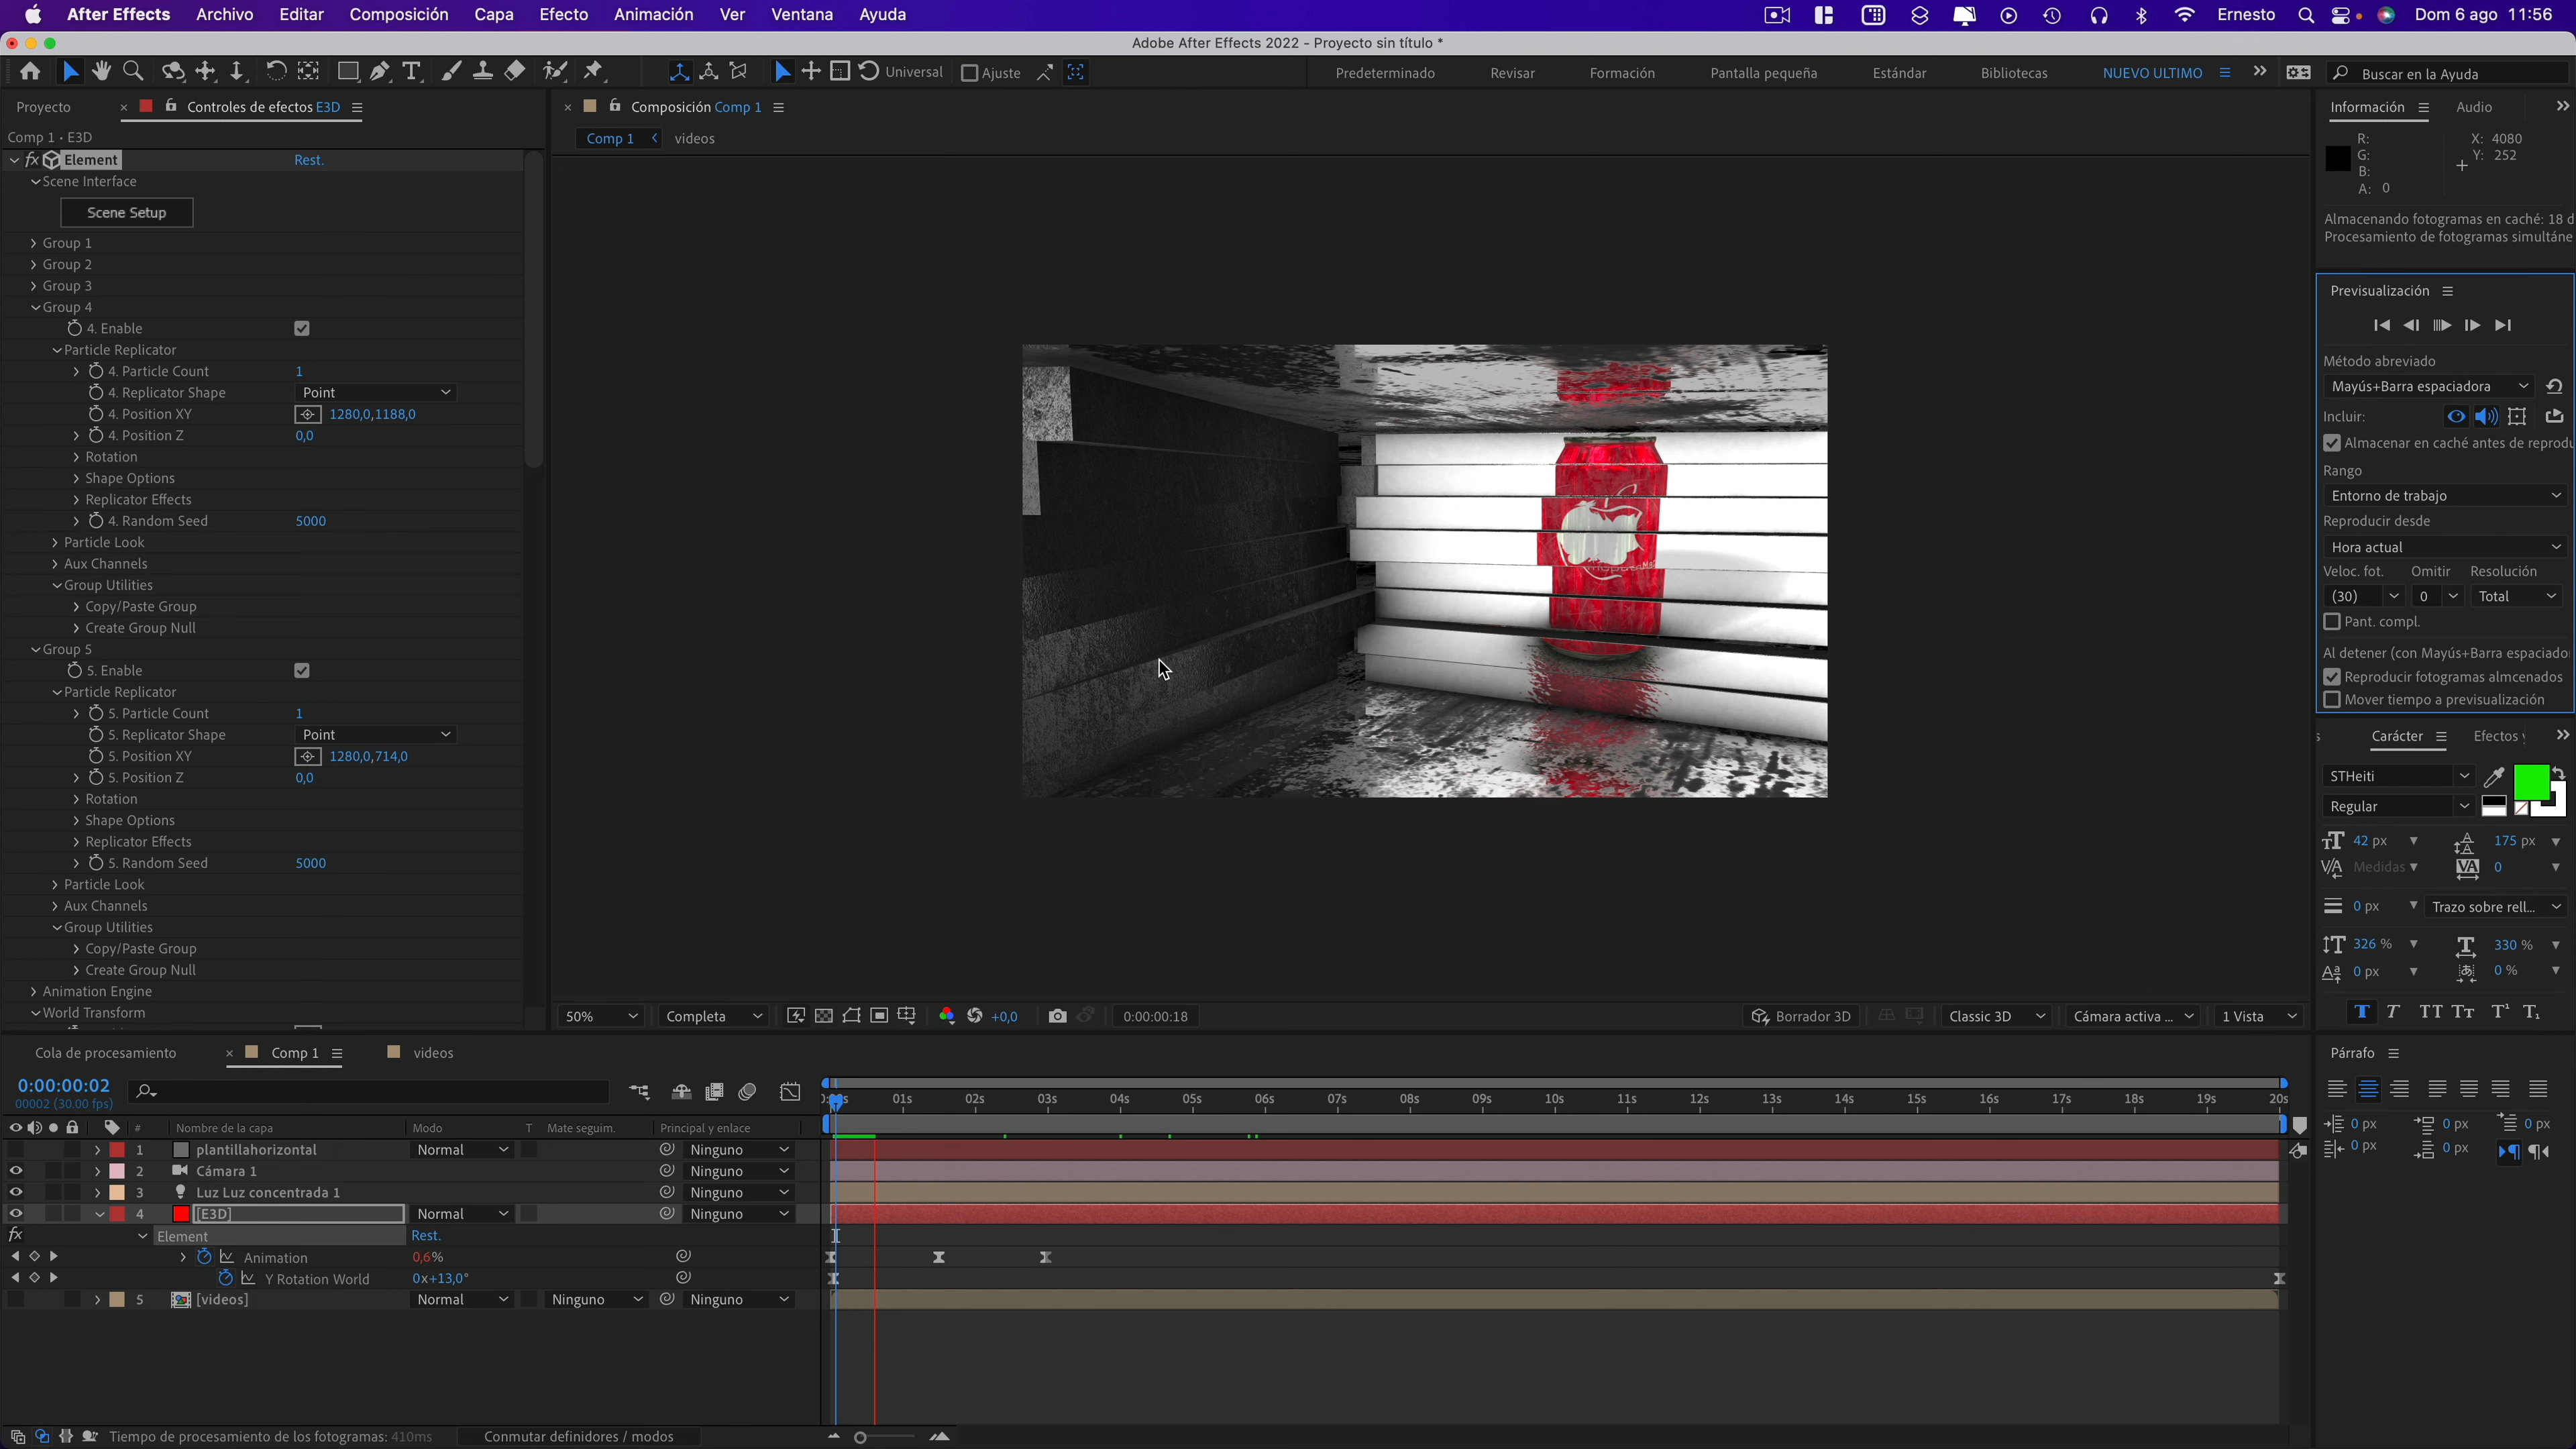 After Effects Archivo Editar Composición Capa Efecto Animación Ver Ventana Ayuda Ernesto Dom 6 ago 11:56
Adobe After Effects 2022 - Proyecto sin título *
Universal Ajuste Predeterminado Revisar Formación Pantalla pequeña Estándar Bibliotecas NUEVO ULTIMO Buscar en la Ayuda
Proyecto Controles de efectos E3D
Comp 1 • E3D
fx Element Rest.
Scene Interface
Scene Setup
Group 1
Group 2
Group 3
Group 4
4. Enable
Particle Replicator
4. Particle Count 1
4. Replicator Shape Point
4. Position XY 1280,0,1188,0
4. Position Z 0,0
Rotation
Shape Options
Replicator Effects
4. Random Seed 5000
Particle Look
Aux Channels
Group Utilities
Copy/Paste Group
Create Group Null
Group 5
5. Enable
Particle Replicator
5. Particle Count 1
5. Replicator Shape Point
5. Position XY 1280,0,714,0
5. Position Z 0,0
Rotation
Shape Options
Replicator Effects
5. Random Seed 5000
Particle Look
Aux Channels
Group Utilities
Copy/Paste Group
Create Group Null
Animation Engine
World Transform
Composición Comp 1
Comp 1 videos
50% Completa +0,0 0:00:00:18 Borrador 3D Classic 3D Cámara activa ... 1 Vista
Información Audio
R: X: 4080
G: Y: 252
B:
A: 0
Almacenando fotogramas en caché: 18 d
Procesamiento de fotogramas simultáne
Previsualización
Método abreviado
Mayús+Barra espaciadora
Incluir:
Almacenar en caché antes de reprodu
Rango
Entorno de trabajo
Reproducir desde
Hora actual
Veloc. fot. Omitir Resolución
(30) 0 Total
Pant. compl.
Al detener (con Mayús+Barra espaciado
Reproducir fotogramas almcenados
Mover tiempo a previsualización
s Carácter Efectos y
STHeiti
Regular
42 px 175 px
Medidas 0
0 px Trazo sobre rell...
326 % 330 %
0 px 0 %
T T TT Tt T¹ T₁
Párrafo
0 px 0 px 0 px
0 px 0 px
Cola de procesamiento Comp 1 videos
0:00:00:02
00002 (30.00 fps)
01s 02s 03s 04s 05s 06s 07s 08s 09s 10s 11s 12s 13s 14s 15s 16s 17s 18s 19s 20s
# Nombre de la capa Modo T Mate seguim. Principal y enlace
1 plantillahorizontal Normal Ninguno
2 Cámara 1 Ninguno
3 Luz Luz concentrada 1 Ninguno
4 [E3D] Normal Ninguno
fx Element Rest.
Animation 0,6%
Y Rotation World 0x+13,0°
5 [videos] Normal Ninguno Ninguno
Tiempo de procesamiento de los fotogramas: 410ms Conmutar definidores / modos